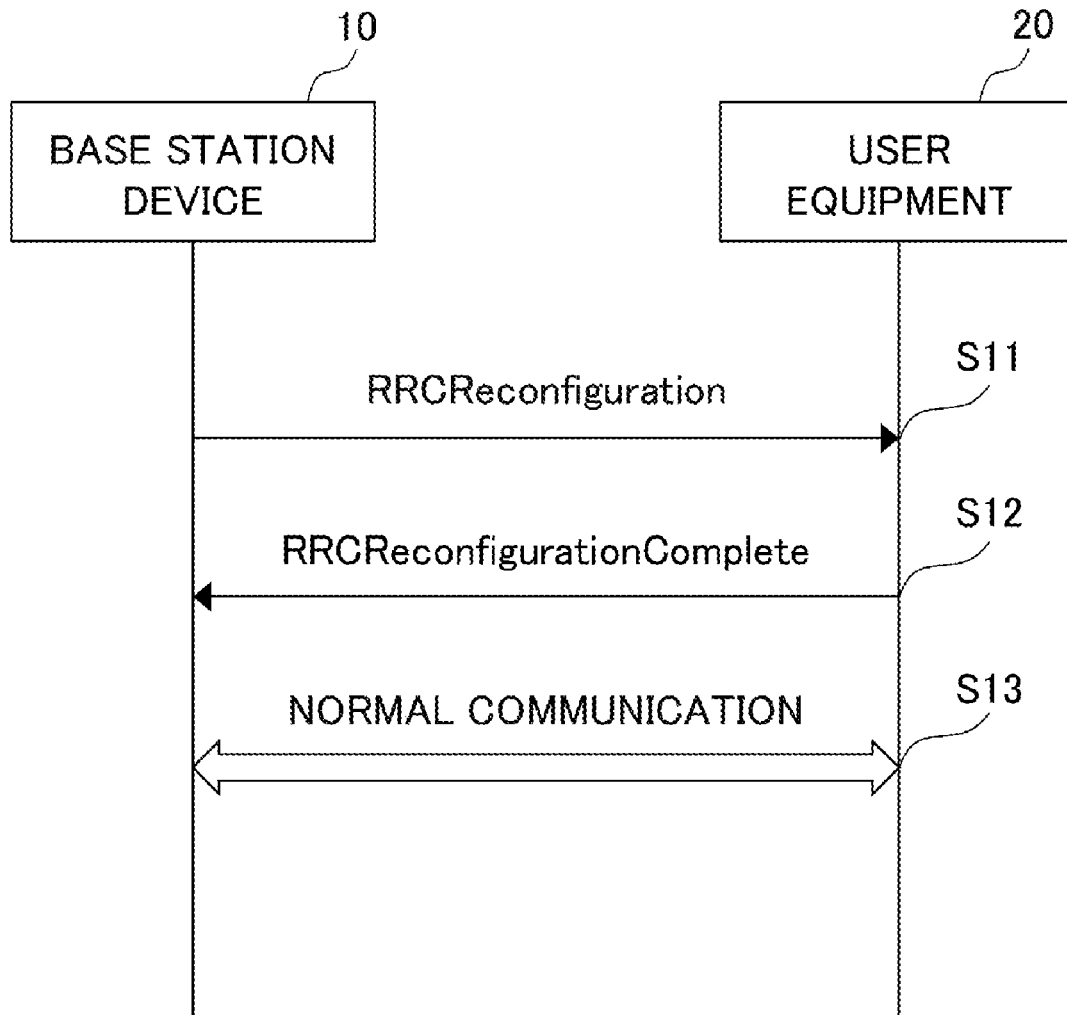 10
20
BASE STATION
DEVICE
USER
EQUIPMENT
S11
RRCReconfiguration
S12
RRCReconfigurationComplete
S13
NORMAL COMMUNICATION